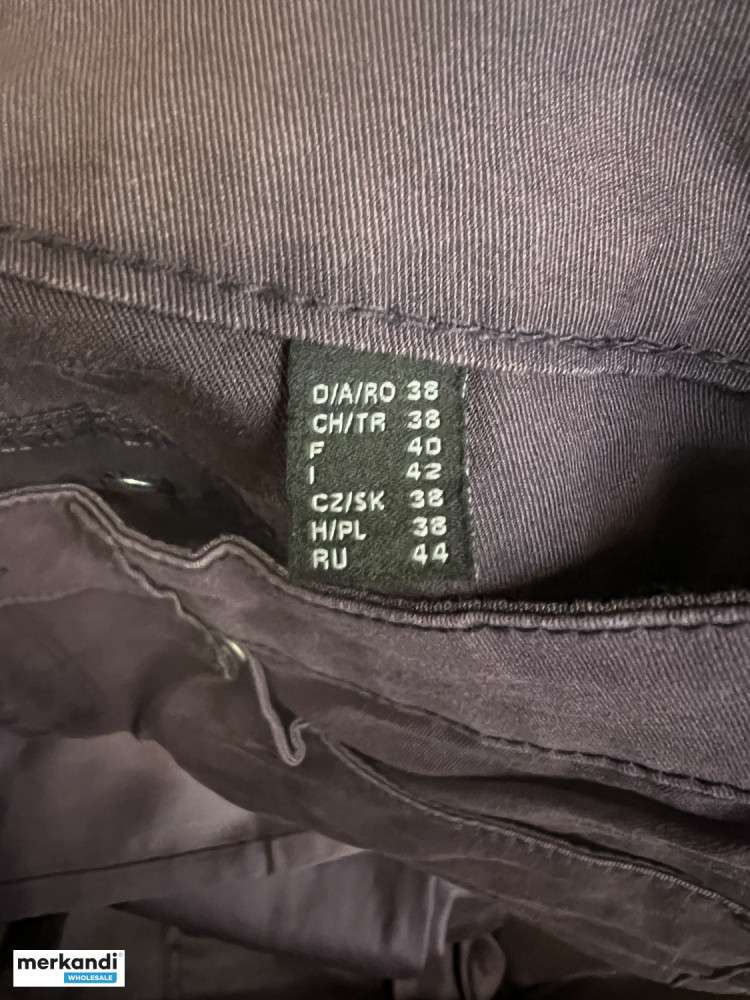 D/A/RO 38
CH/TR 38
F 40
I 42
CZ/SK 38
H/PL 38
RU 44
merkandi
WHOLESALE